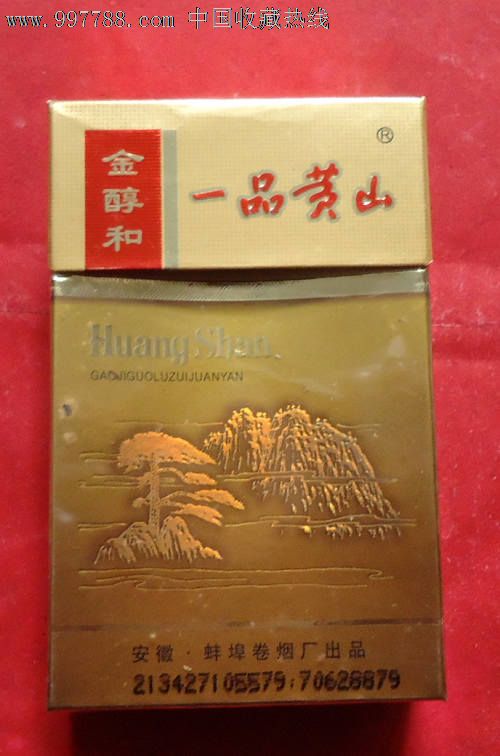 www.997788.com 中国收藏热线
®
金醇和
一品黄山
Huang Shan
GAOJIGUOLUZUIJUANYAN
安徽·蚌埠卷烟厂出品
213427105579:70628879